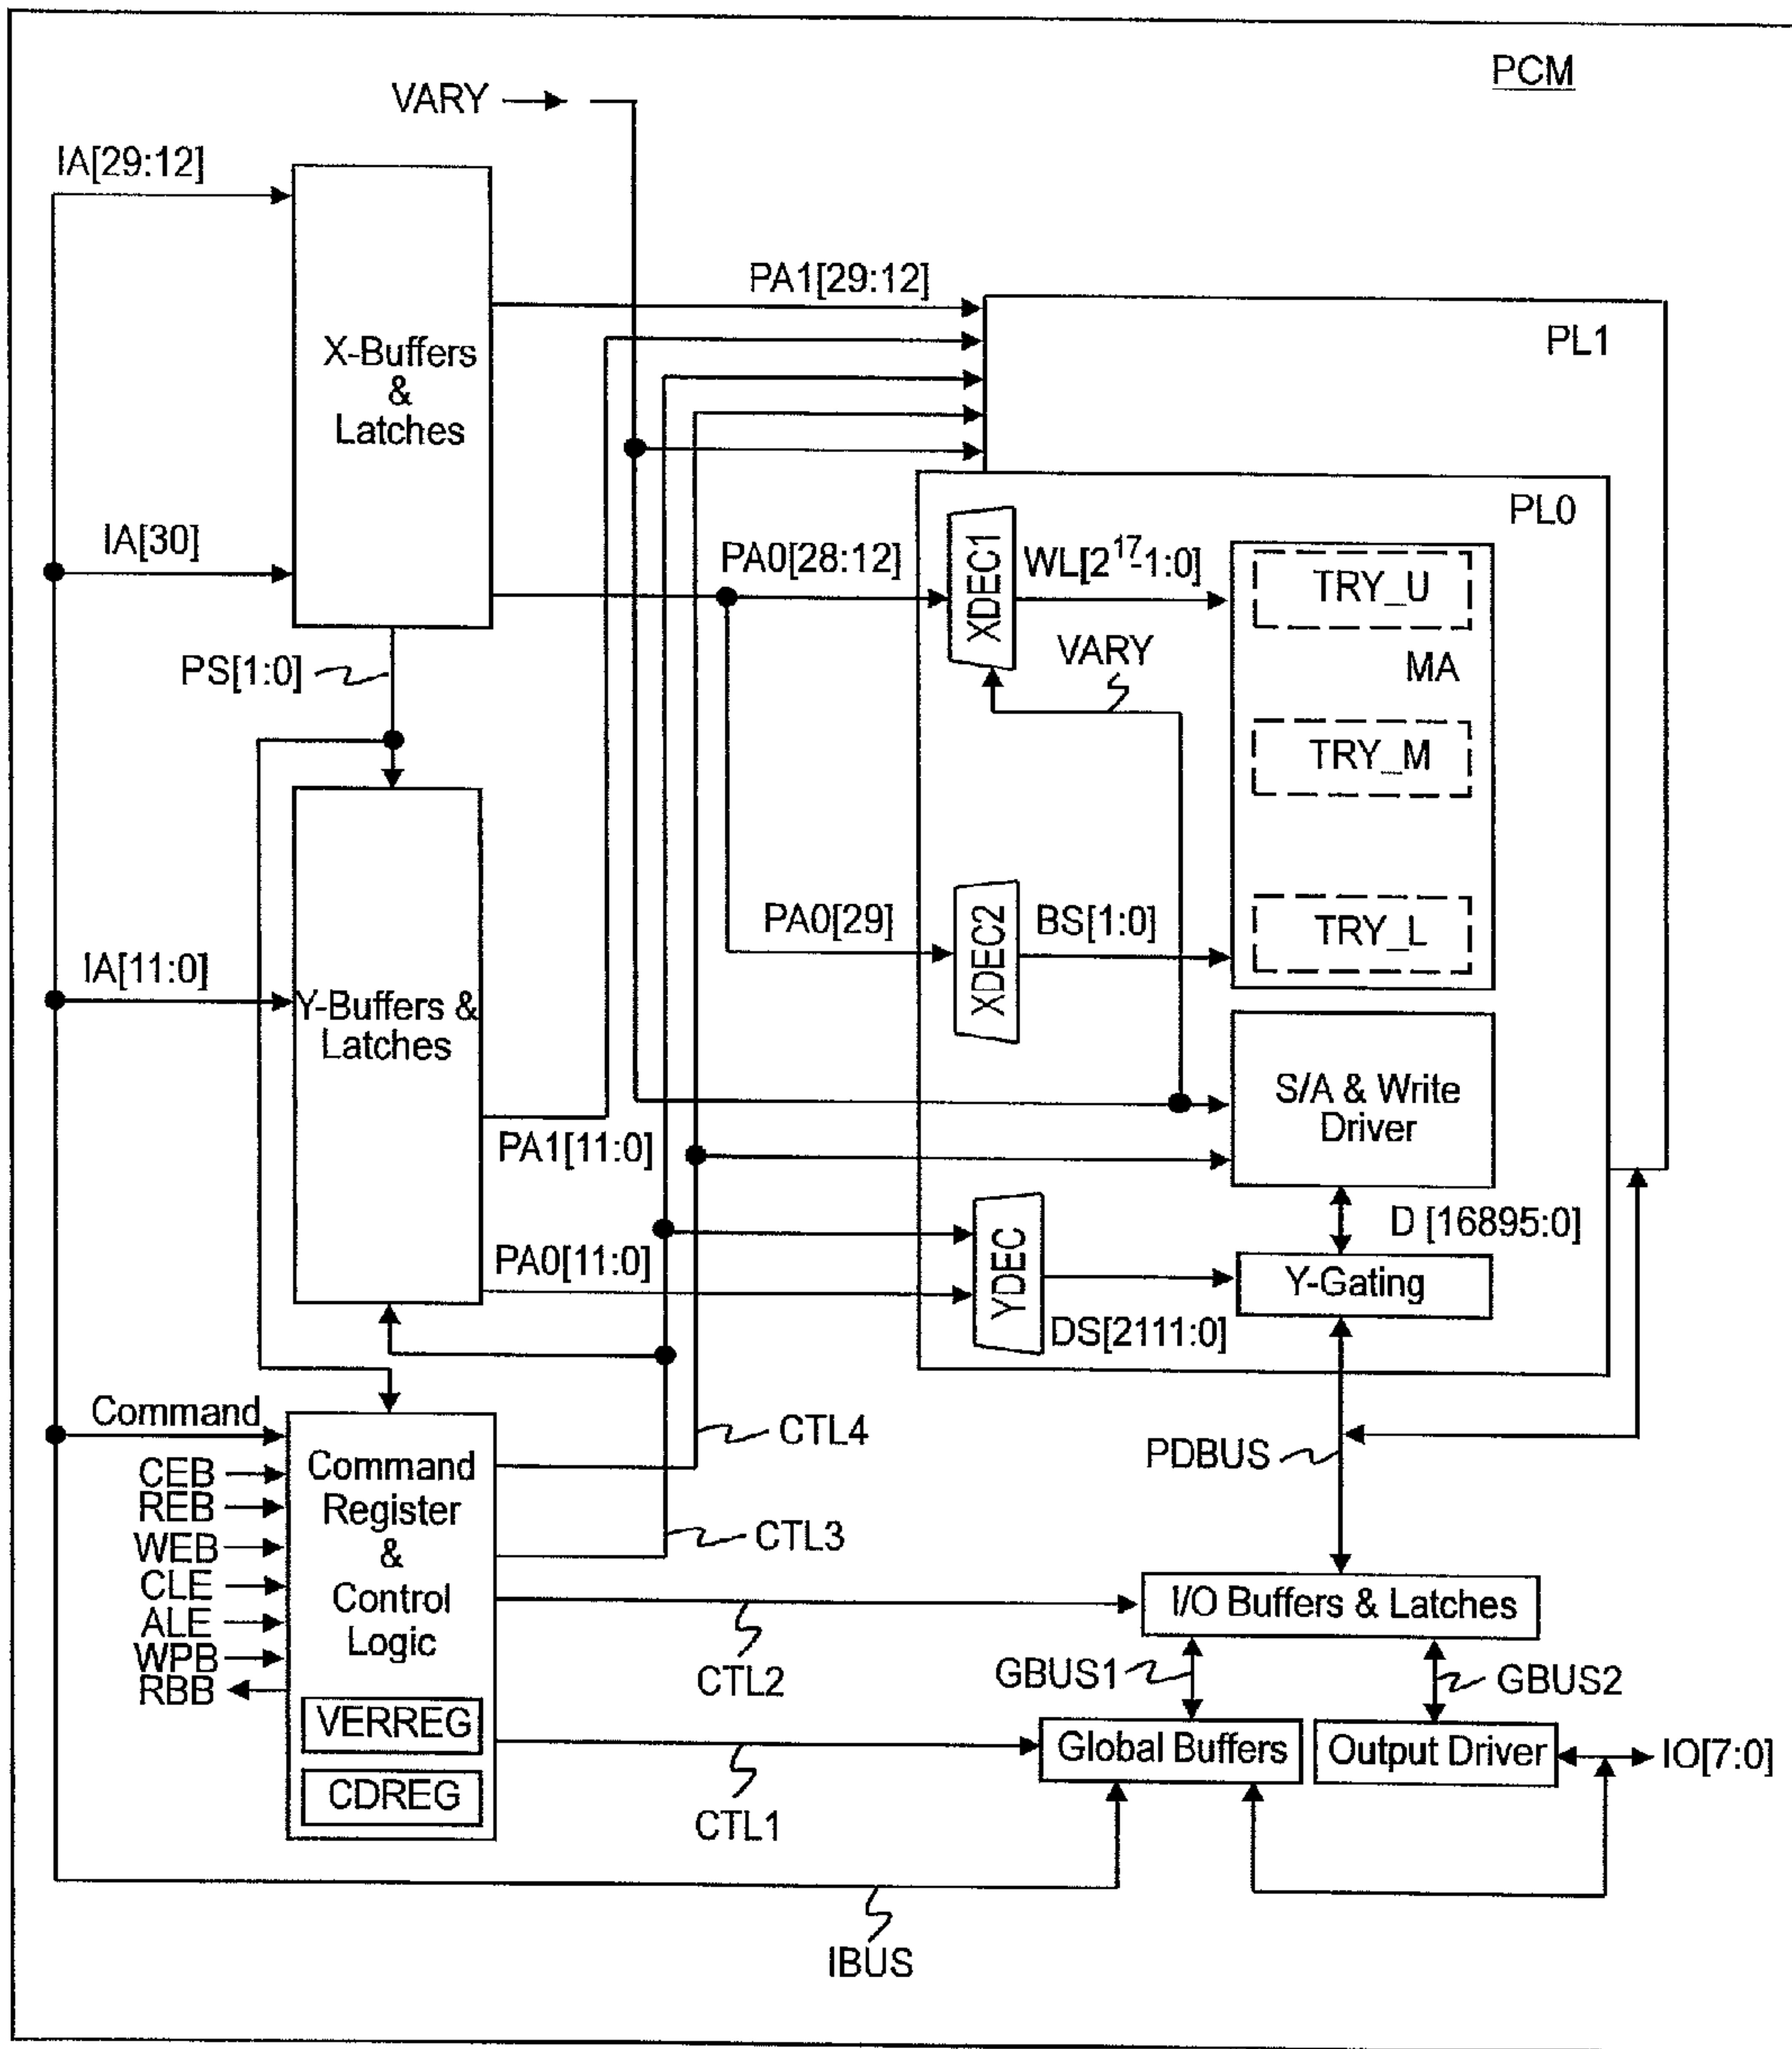 PCM
VARY
IA[29:12]
X-Buffers
&
Latches
PA1[29:12]
PL1
IA[30]
PA0[28:12]
XDEC1
WL[2^17-1:0]
PL0
TRY_U
MA
VARY
TRY_M
PS[1:0]
PA0[29]
XDEC2
BS[1:0]
TRY_L
IA[11:0]
Y-Buffers &
Latches
S/A & Write
Driver
PA1[11:0]
D [16895:0]
PA0[11:0]
YDEC
Y-Gating
DS[2111:0]
Command
CEB
REB
WEB
CLE
ALE
WPB
RBB
Command
Register
&
Control
Logic
VERREG
CDREG
CTL4
PDBUS
CTL3
I/O Buffers & Latches
CTL2
GBUS1
GBUS2
Global Buffers
Output Driver
IO[7:0]
CTL1
IBUS